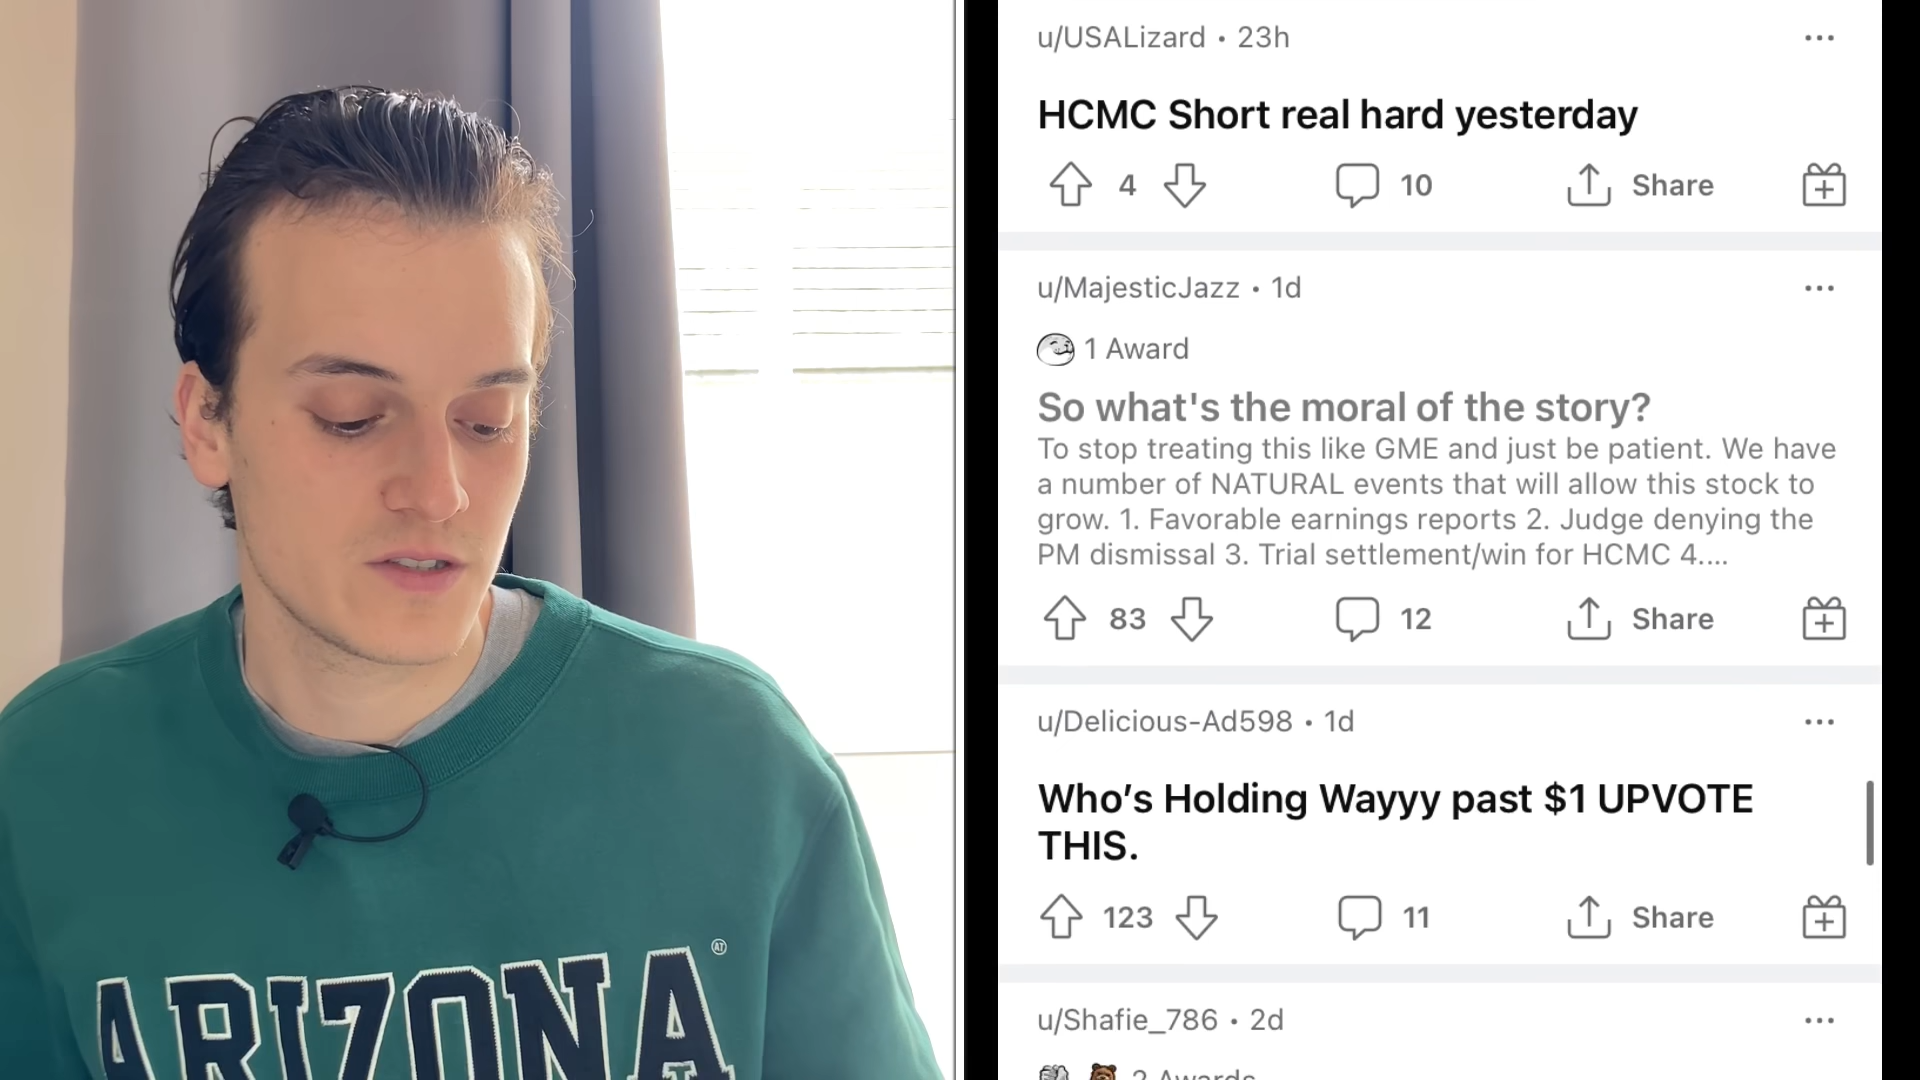 u/USALizard • 23h
HCMC Short real hard yesterday
4
10
Share
u/MajesticJazz • 1d
1 Award
So what's the moral of the story?
To stop treating this like GME and just be patient. We have
a number of NATURAL events that will allow this stock to
grow. 1. Favorable earnings reports 2. Judge denying the
PM dismissal 3. Trial settlement/win for HCMC 4....
83
12
Share
u/Delicious-Ad598 • 1d
Who’s Holding Wayyy past $1 UPVOTE
THIS.
123
11
Share
u/Shafie_786 • 2d
2 Awards
ARIZONA